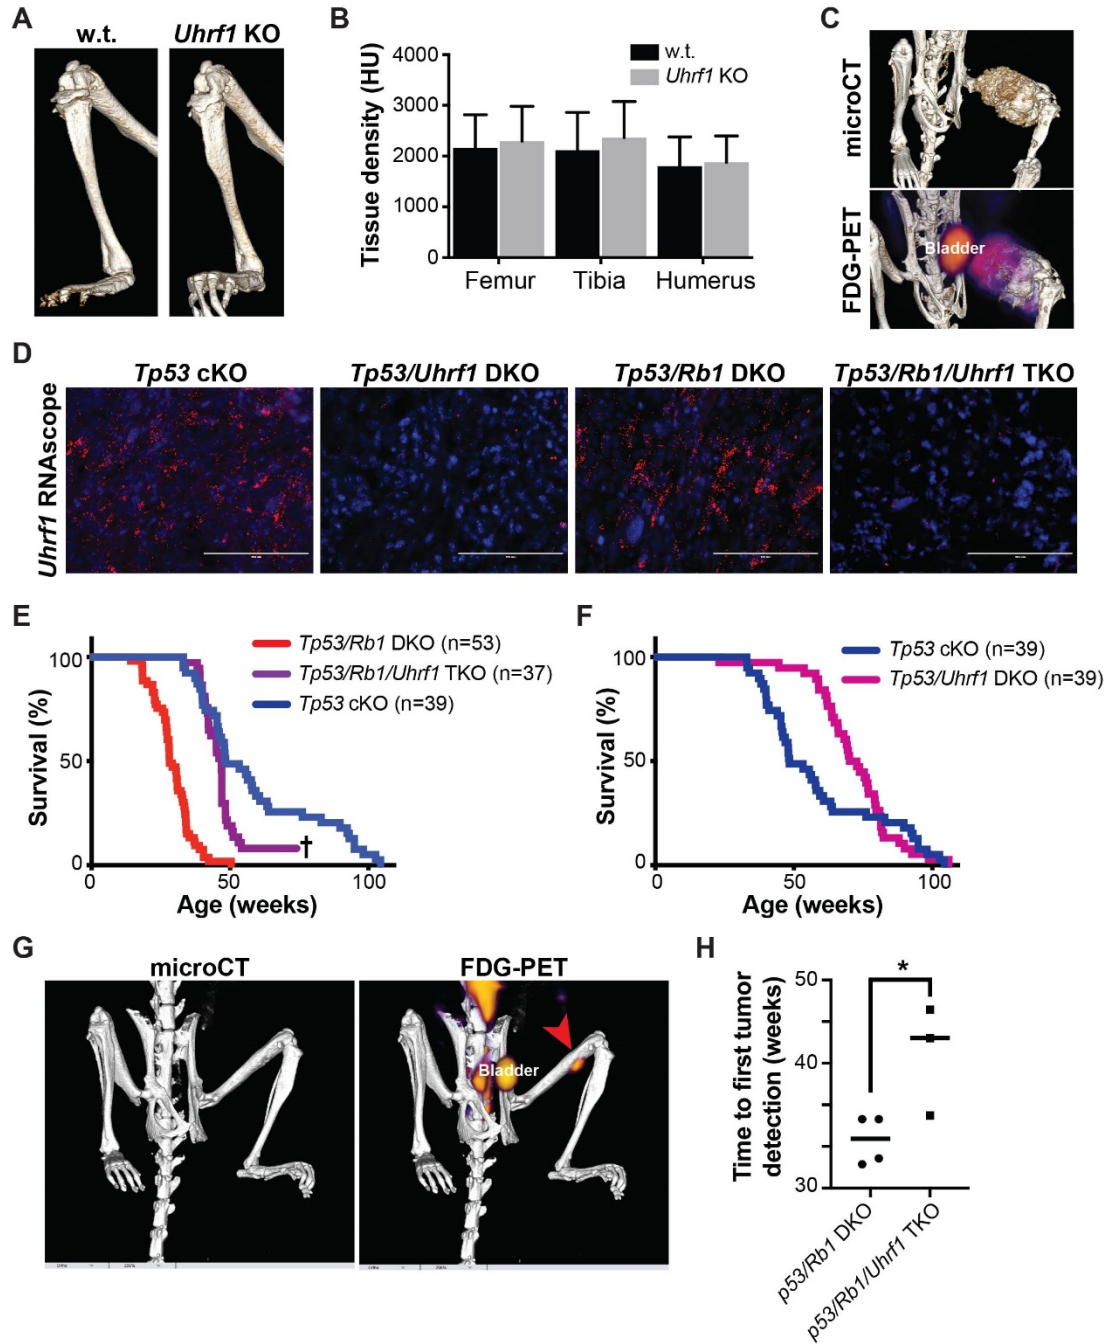 A
w.t.
Uhrf1 KO
B
Tissue density (HU)
4000
3000
2000
1000
0
w.t.
Uhrf1 KO
Femur
Tibia
Humerus
C
microCT
FDG-PET
Bladder
D
Uhrf1 RNAscope
Tp53 cKO
Tp53/Uhrf1 DKO
Tp53/Rb1 DKO
Tp53/Rb1/Uhrf1 TKO
E
Survival (%)
100
50
0
Tp53/Rb1 DKO (n=53)
Tp53/Rb1/Uhrf1 TKO (n=37)
Tp53 cKO (n=39)
†
0
50
100
Age (weeks)
F
Survival (%)
100
50
0
Tp53 cKO (n=39)
Tp53/Uhrf1 DKO (n=39)
0
50
100
Age (weeks)
G
microCT
FDG-PET
Bladder
H
Time to first tumor
detection (weeks)
50
40
30
*
p53/Rb1 DKO
p53/Rb1/Uhrf1 TKO